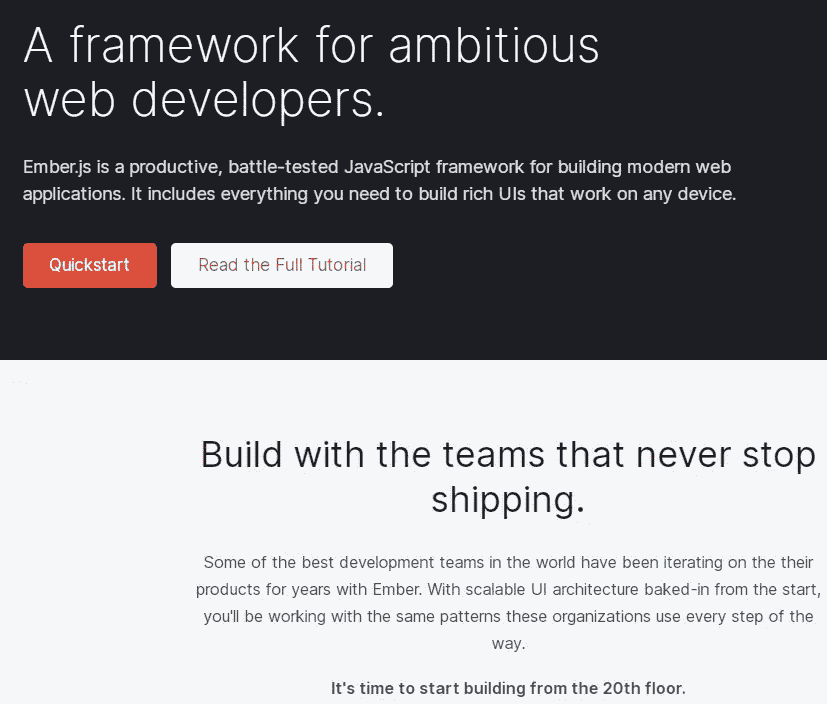 A framework for ambitious
web developers.
Ember.js is a productive, battle-tested JavaScript framework for building modern web
applications. It includes everything you need to build rich UIs that work on any device.
Quickstart
Read the Full Tutorial
Build with the teams that never stop
shipping.
Some of the best development teams in the world have been iterating on the their
products for years with Ember. With scalable UI architecture baked-in from the start,
you'll be working with the same patterns these organizations use every step of the
way.
It's time to start building from the 20th floor.